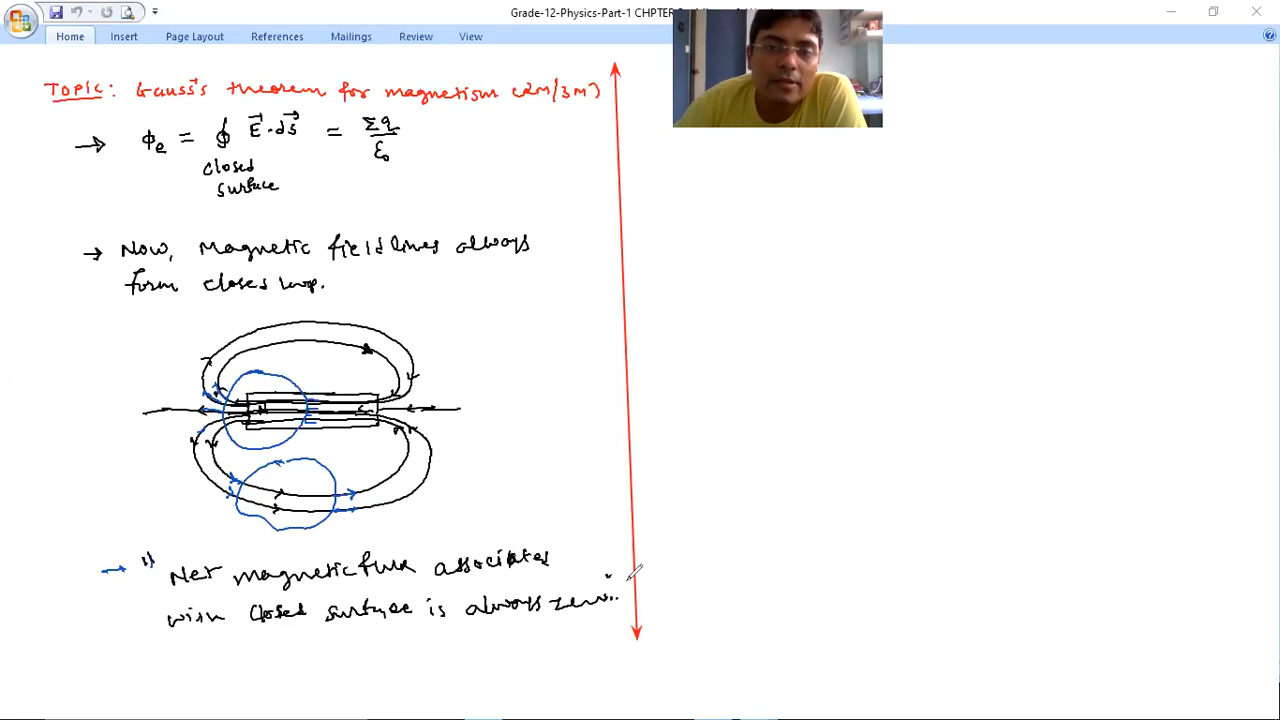 Grade-12-Physics-Part-1 CHPTER
Home Insert Page Layout References Mailings Review View
TOPIC: Gauss's theorem for magnetism (2M/3M)
→ ϕe = ∮ E⃗·ds⃗ = Σq/ε₀
closed
surface
→ Now, Magnetic field lines always
form closed loop.
N
→ 1) Net magnetic flux associated
with closed surface is always zero.